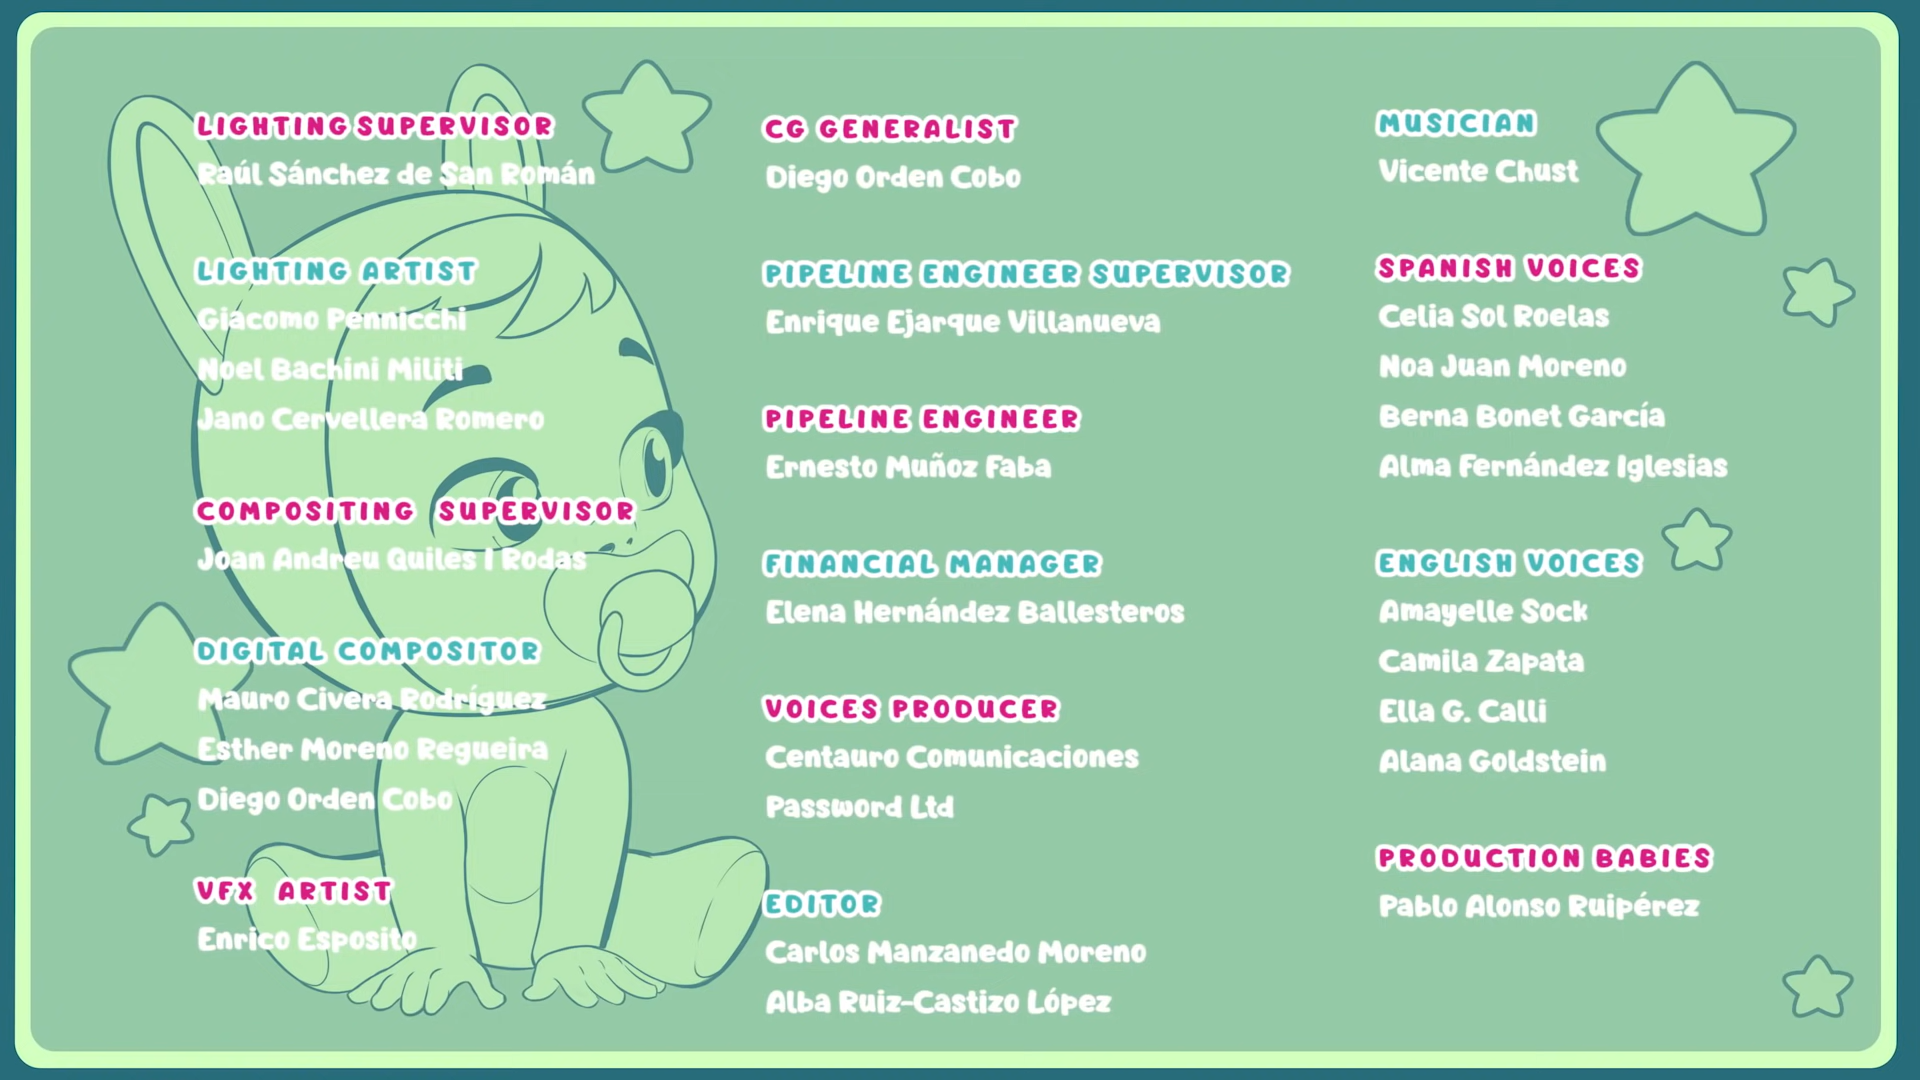 LIGHTING SUPERVISOR
Raúl Sánchez de San Román
LIGHTING ARTIST
Giacomo Pennicchi
Noel Bachini Militi
Jano Cervellera Romero
COMPOSITING SUPERVISOR
Joan Andreu Quiles I Rodas
DIGITAL COMPOSITOR
Mauro Civera Rodríguez
Esther Moreno Regueira
Diego Orden Cobo
VFX ARTIST
Enrico Esposito
CG GENERALIST
Diego Orden Cobo
PIPELINE ENGINEER SUPERVISOR
Enrique Ejarque Villanueva
PIPELINE ENGINEER
Ernesto Muñoz Faba
FINANCIAL MANAGER
Elena Hernández Ballesteros
VOICES PRODUCER
Centauro Comunicaciones
Password Ltd
EDITOR
Carlos Manzanedo Moreno
Alba Ruiz-Castizo López
MUSICIAN
Vicente Chust
SPANISH VOICES
Celia Sol Roelas
Noa Juan Moreno
Berna Bonet García
Alma Fernández Iglesias
ENGLISH VOICES
Amayelle Sock
Camila Zapata
Ella G. Calli
Alana Goldstein
PRODUCTION BABIES
Pablo Alonso Ruipérez